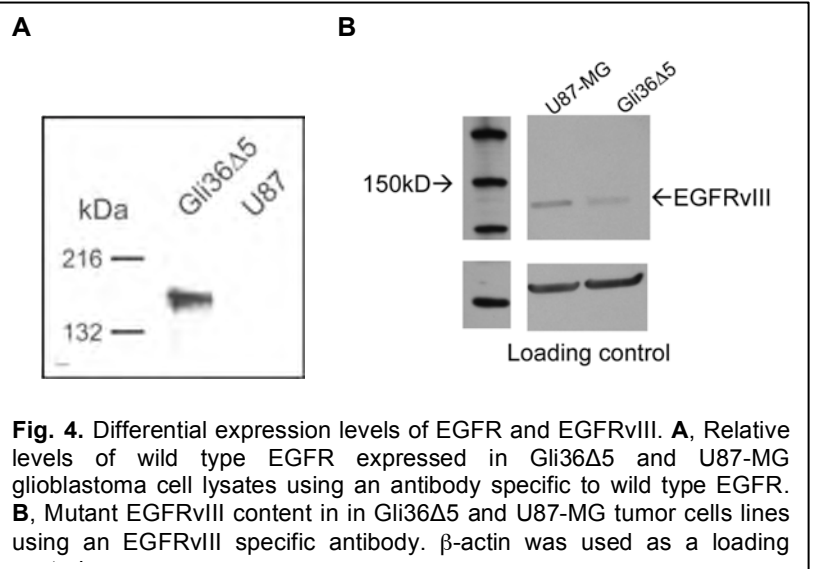 A
B
Gli36Δ5
U87
kDa
216
132
U87-MG
Gli36Δ5
150kD→
←EGFRvIII
Loading control
Fig. 4. Differential expression levels of EGFR and EGFRvIII. A, Relative
levels of wild type EGFR expressed in Gli36Δ5 and U87-MG
glioblastoma cell lysates using an antibody specific to wild type EGFR.
B, Mutant EGFRvIII content in in Gli36Δ5 and U87-MG tumor cells lines
using an EGFRvIII specific antibody. β-actin was used as a loading